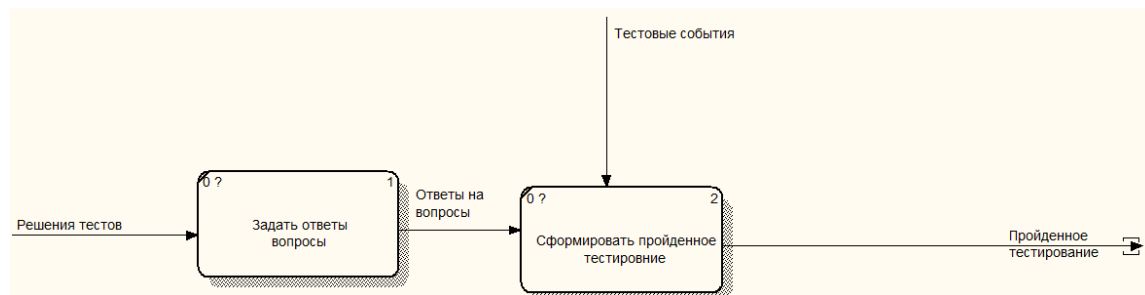 Тестовые события
0 ?
1
Задать ответы
вопросы
Решения тестов
Ответы на
вопросы
0 ?
2
Сформировать пройденное
тестировние
Пройденное
тестирование